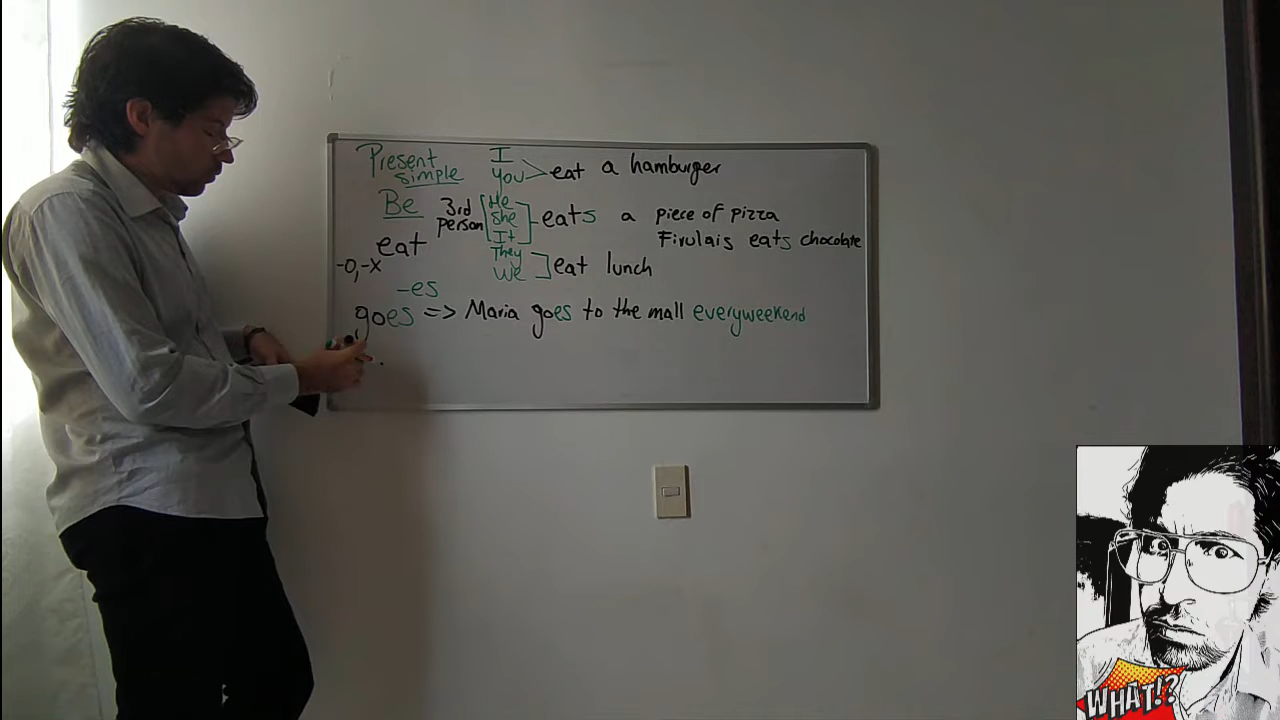 Present simple
I
You
eat a hamburger
Be
3rd person
He
She
It
eats a piece of pizza
Firulais eats chocolate
eat
They
We
eat lunch
-o, -x
-es
goes => Maria goes to the mall everyweekend
WHAT!?